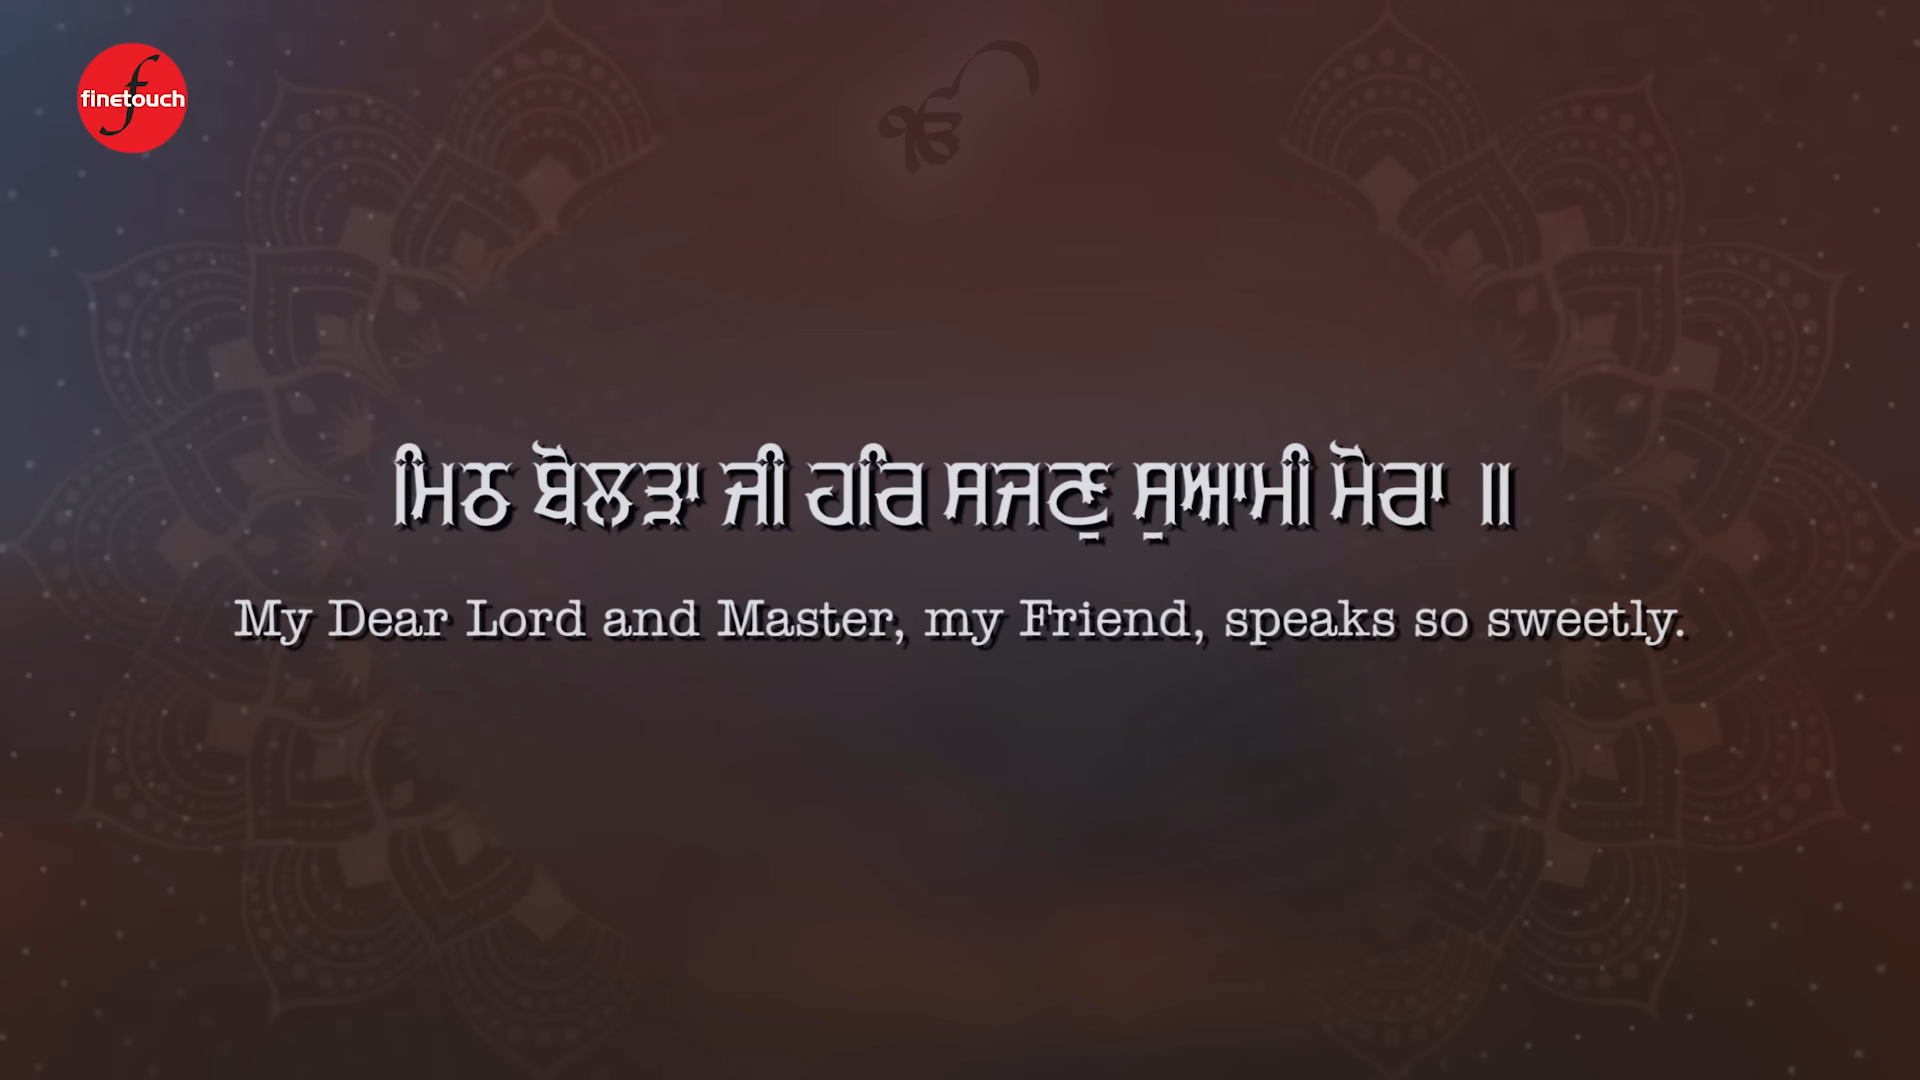 finetouch
ੴ
ਮਿਠ ਬੋਲੜਾ ਜੀ ਹਰਿ ਸਜਣੁ ਸੁਆਮੀ ਮੋਰਾ ॥
My Dear Lord and Master, my Friend, speaks so sweetly.